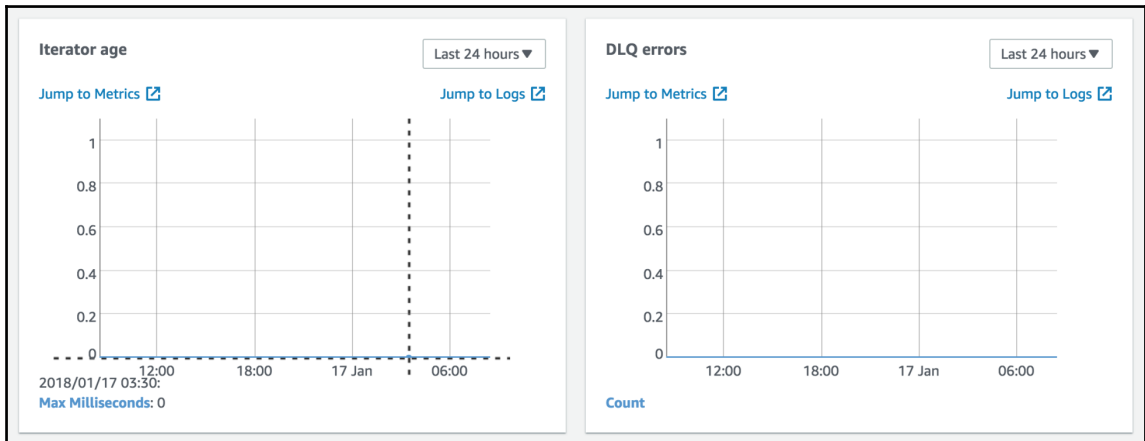 Iterator age
Last 24 hours▼
Jump to Metrics
Jump to Logs
1
0.8
0.6
0.4
0.2
0
12:00
18:00
17 Jan
06:00
2018/01/17 03:30:
Max Milliseconds: 0
DLQ errors
Last 24 hours▼
Jump to Metrics
Jump to Logs
1
0.8
0.6
0.4
0.2
0
12:00
18:00
17 Jan
06:00
Count